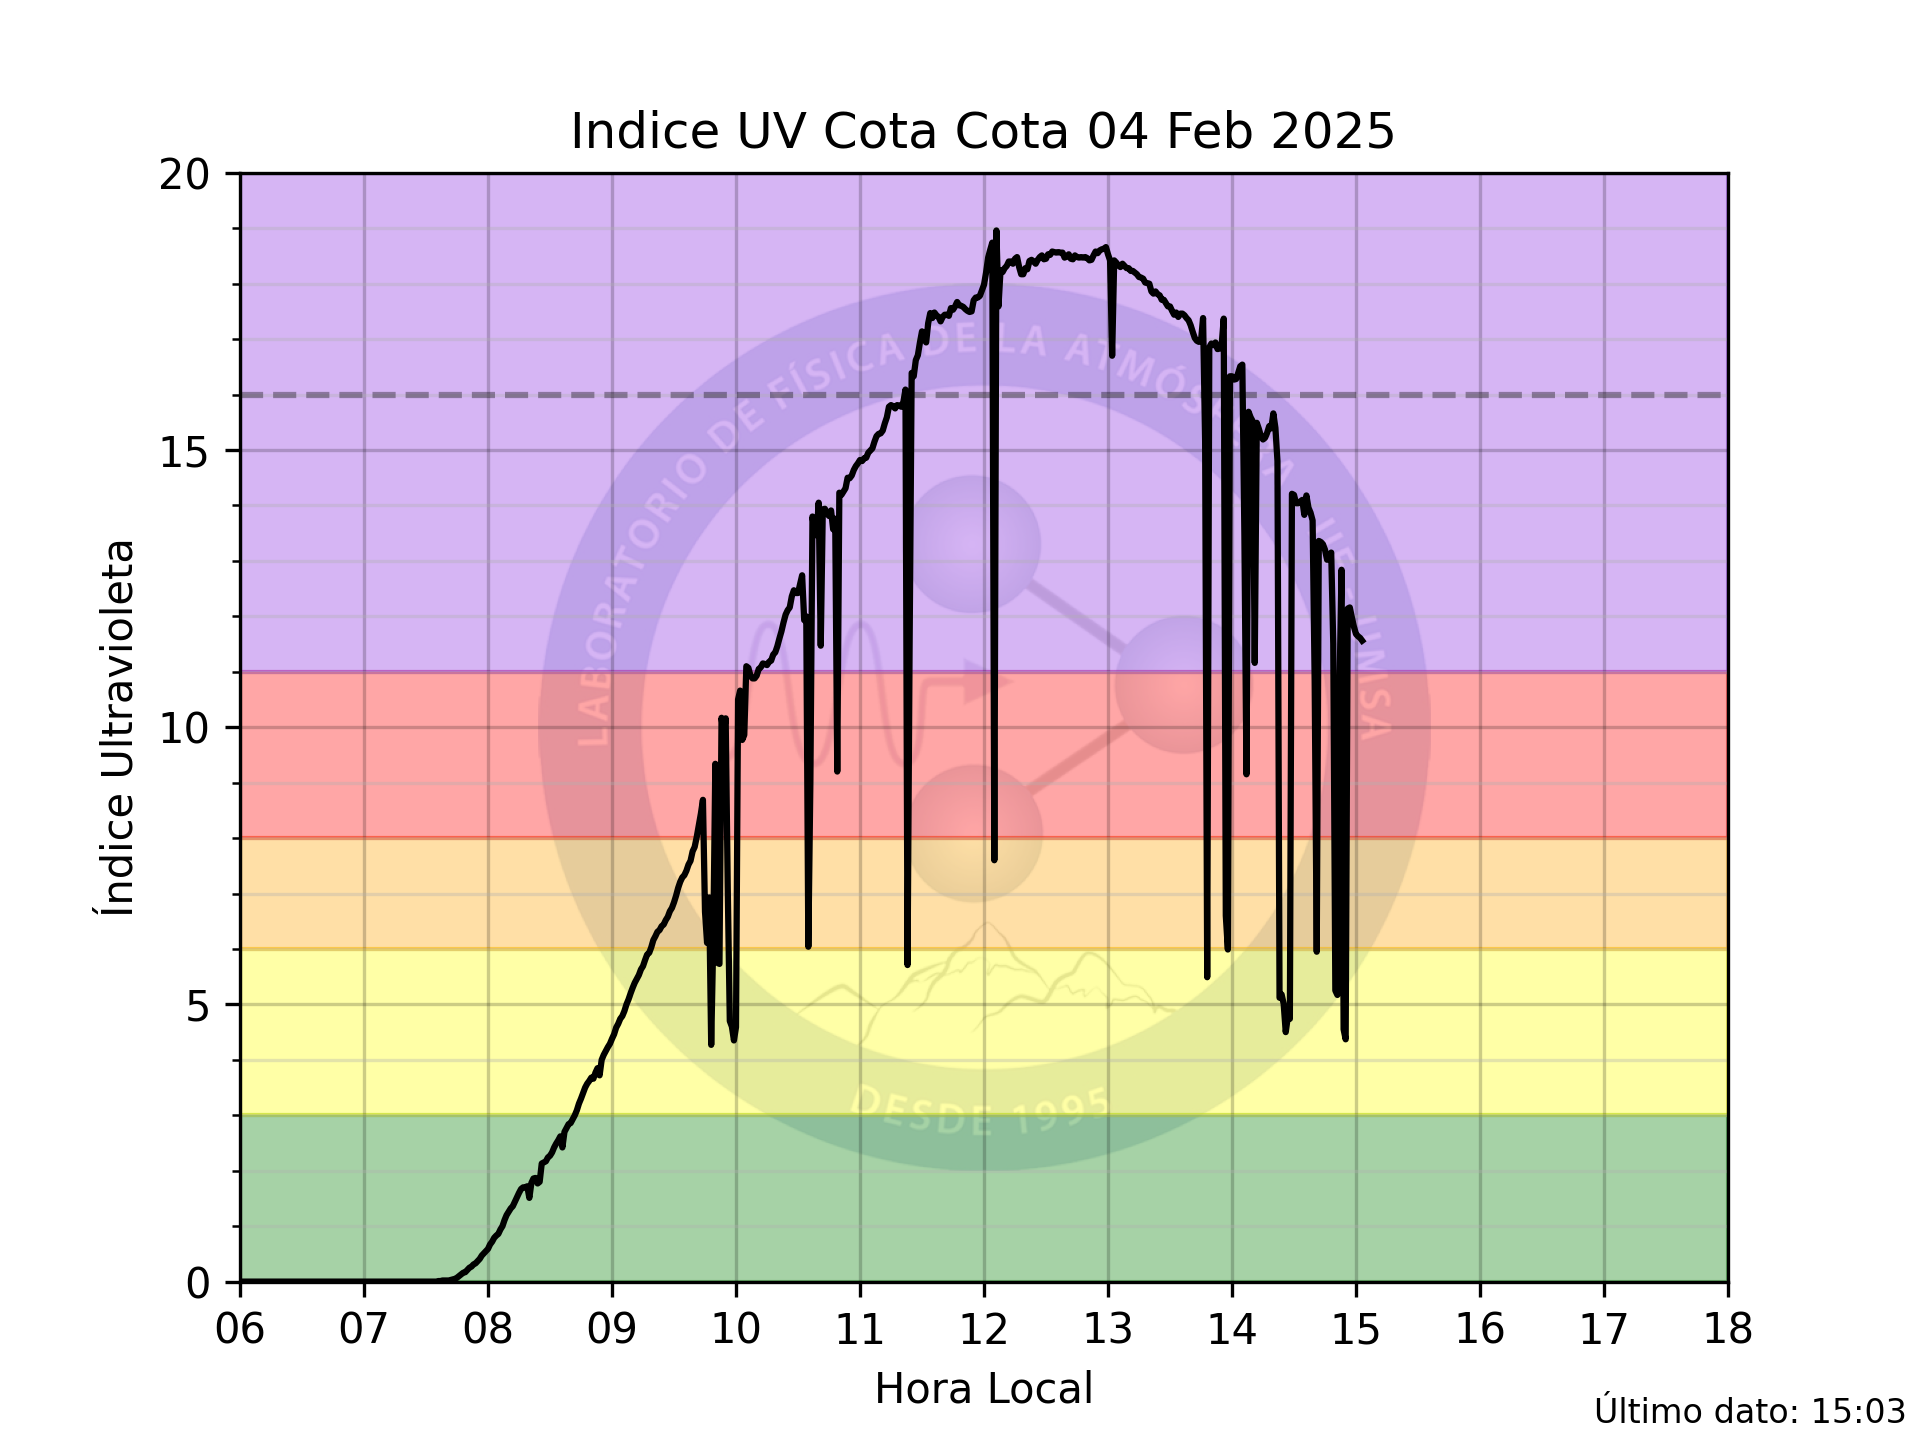 Indice UV Cota Cota 04 Feb 2025
20
15
10
5
0
Índice Ultravioleta
LABORATORIO DE FÍSICA DE LA ATMÓS
UMSA
DESDE 1995
06 07 08 09 10 11 12 13 14 15 16 17 18
Hora Local
Último dato: 15:03